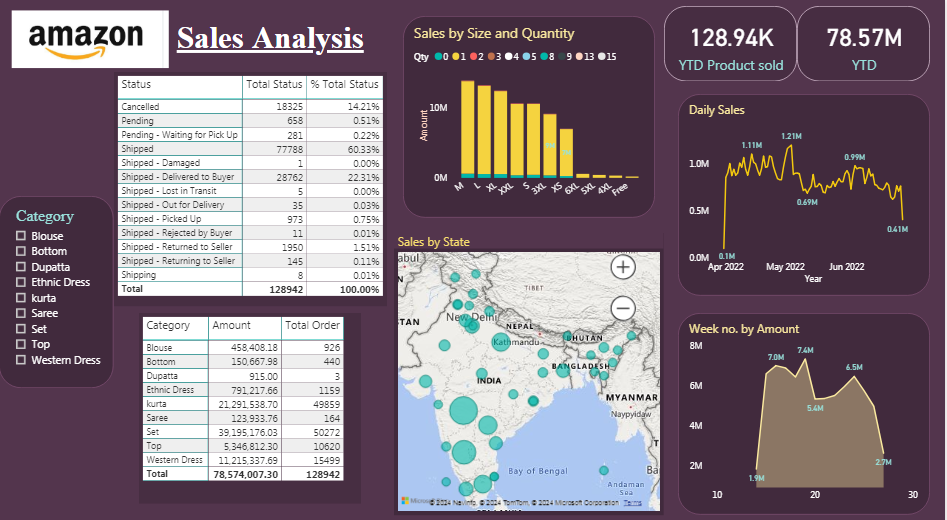 amazon
Sales Analysis
Status Total Status % Total Status
Cancelled 18325 14.21%
Pending 658 0.51%
Pending - Waiting for Pick Up 281 0.22%
Shipped 77788 60.33%
Shipped - Damaged 1 0.00%
Shipped - Delivered to Buyer 28762 22.31%
Shipped - Lost in Transit 5 0.00%
Shipped - Out for Delivery 35 0.03%
Shipped - Picked Up 973 0.75%
Shipped - Rejected by Buyer 11 0.01%
Shipped - Returned to Seller 1950 1.51%
Shipped - Returning to Seller 145 0.11%
Shipping 8 0.01%
Total 128942 100.00%
Category
Blouse
Bottom
Dupatta
Ethnic Dress
kurta
Saree
Set
Top
Western Dress
Category Amount Total Order
Blouse 458,408.18 926
Bottom 150,667.98 440
Dupatta 915.00 3
Ethnic Dress 791,217.66 1159
kurta 21,291,538.70 49859
Saree 123,933.76 164
Set 39,195,176.03 50272
Top 5,346,812.30 10620
Western Dress 11,215,337.69 15499
Total 78,574,007.30 128942
Sales by Size and Quantity
Qty 0 1 2 3 4 5 8 9 13 15
Amount
10M
0M
M L XL XXL S 3XL XS 6XL 5XL 4XL Free
Sales by State
abul
TIBET
TAN
New Delhi
NEPAL
Kathmandu
BHUTAN
BANGLADESH
INDIA
MYANMAR
Naypyidaw
Bay of Bengal
Andaman
Sea
T
Ba
© 2024 TomTom, © 2024 Microsoft Corporation Terms
128.94K
YTD Product sold
78.57M
YTD
Daily Sales
1.21M
1.11M
0.99M
1.0M
0.69M
0.5M
0.41M
0.0M
0.1M
Apr 2022 May 2022 Jun 2022
Year
Week no. by Amount
8M
7.4M
7.0M
6.5M
6M
5.4M
4M
2.7M
2M
1.9M
10 20 30